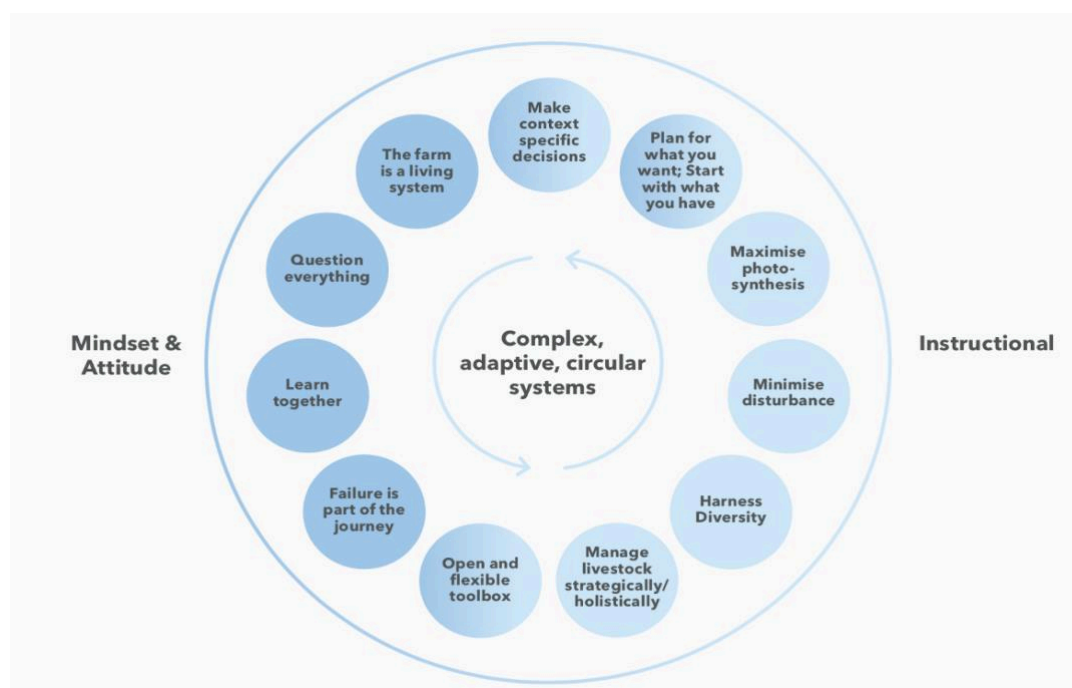 Make
context
specific
decisions
Plan for
what you
want; Start
with what
you have
Maximise
photo-
synthesis
Minimise
disturbance
Harness
Diversity
Manage
livestock
strategically/
holistically
Open and
flexible
toolbox
Failure is
part of the
journey
Learn
together
Question
everything
The farm
is a living
system
Mindset &
Attitude
Complex,
adaptive, circular
systems
Instructional